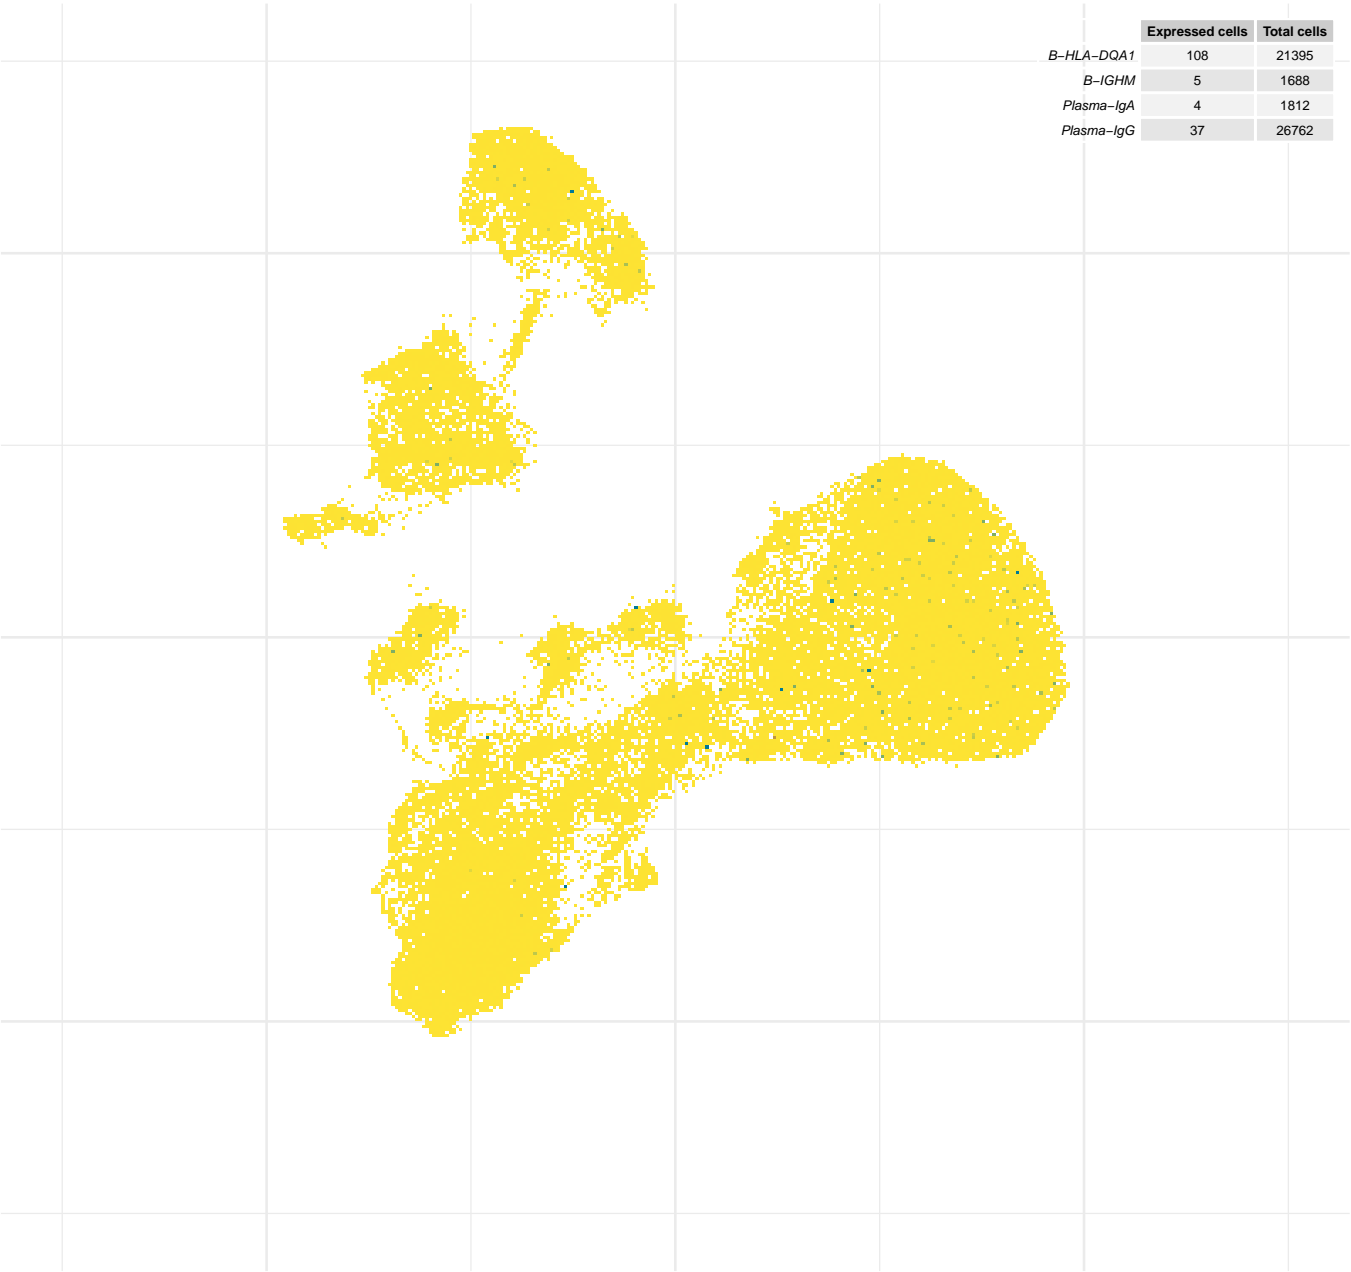 Expressed cells Total cells
B−HLA−DQA1 108 21395
B−IGHM 5 1688
Plasma−IgA 4 1812
Plasma−IgG 37 26762